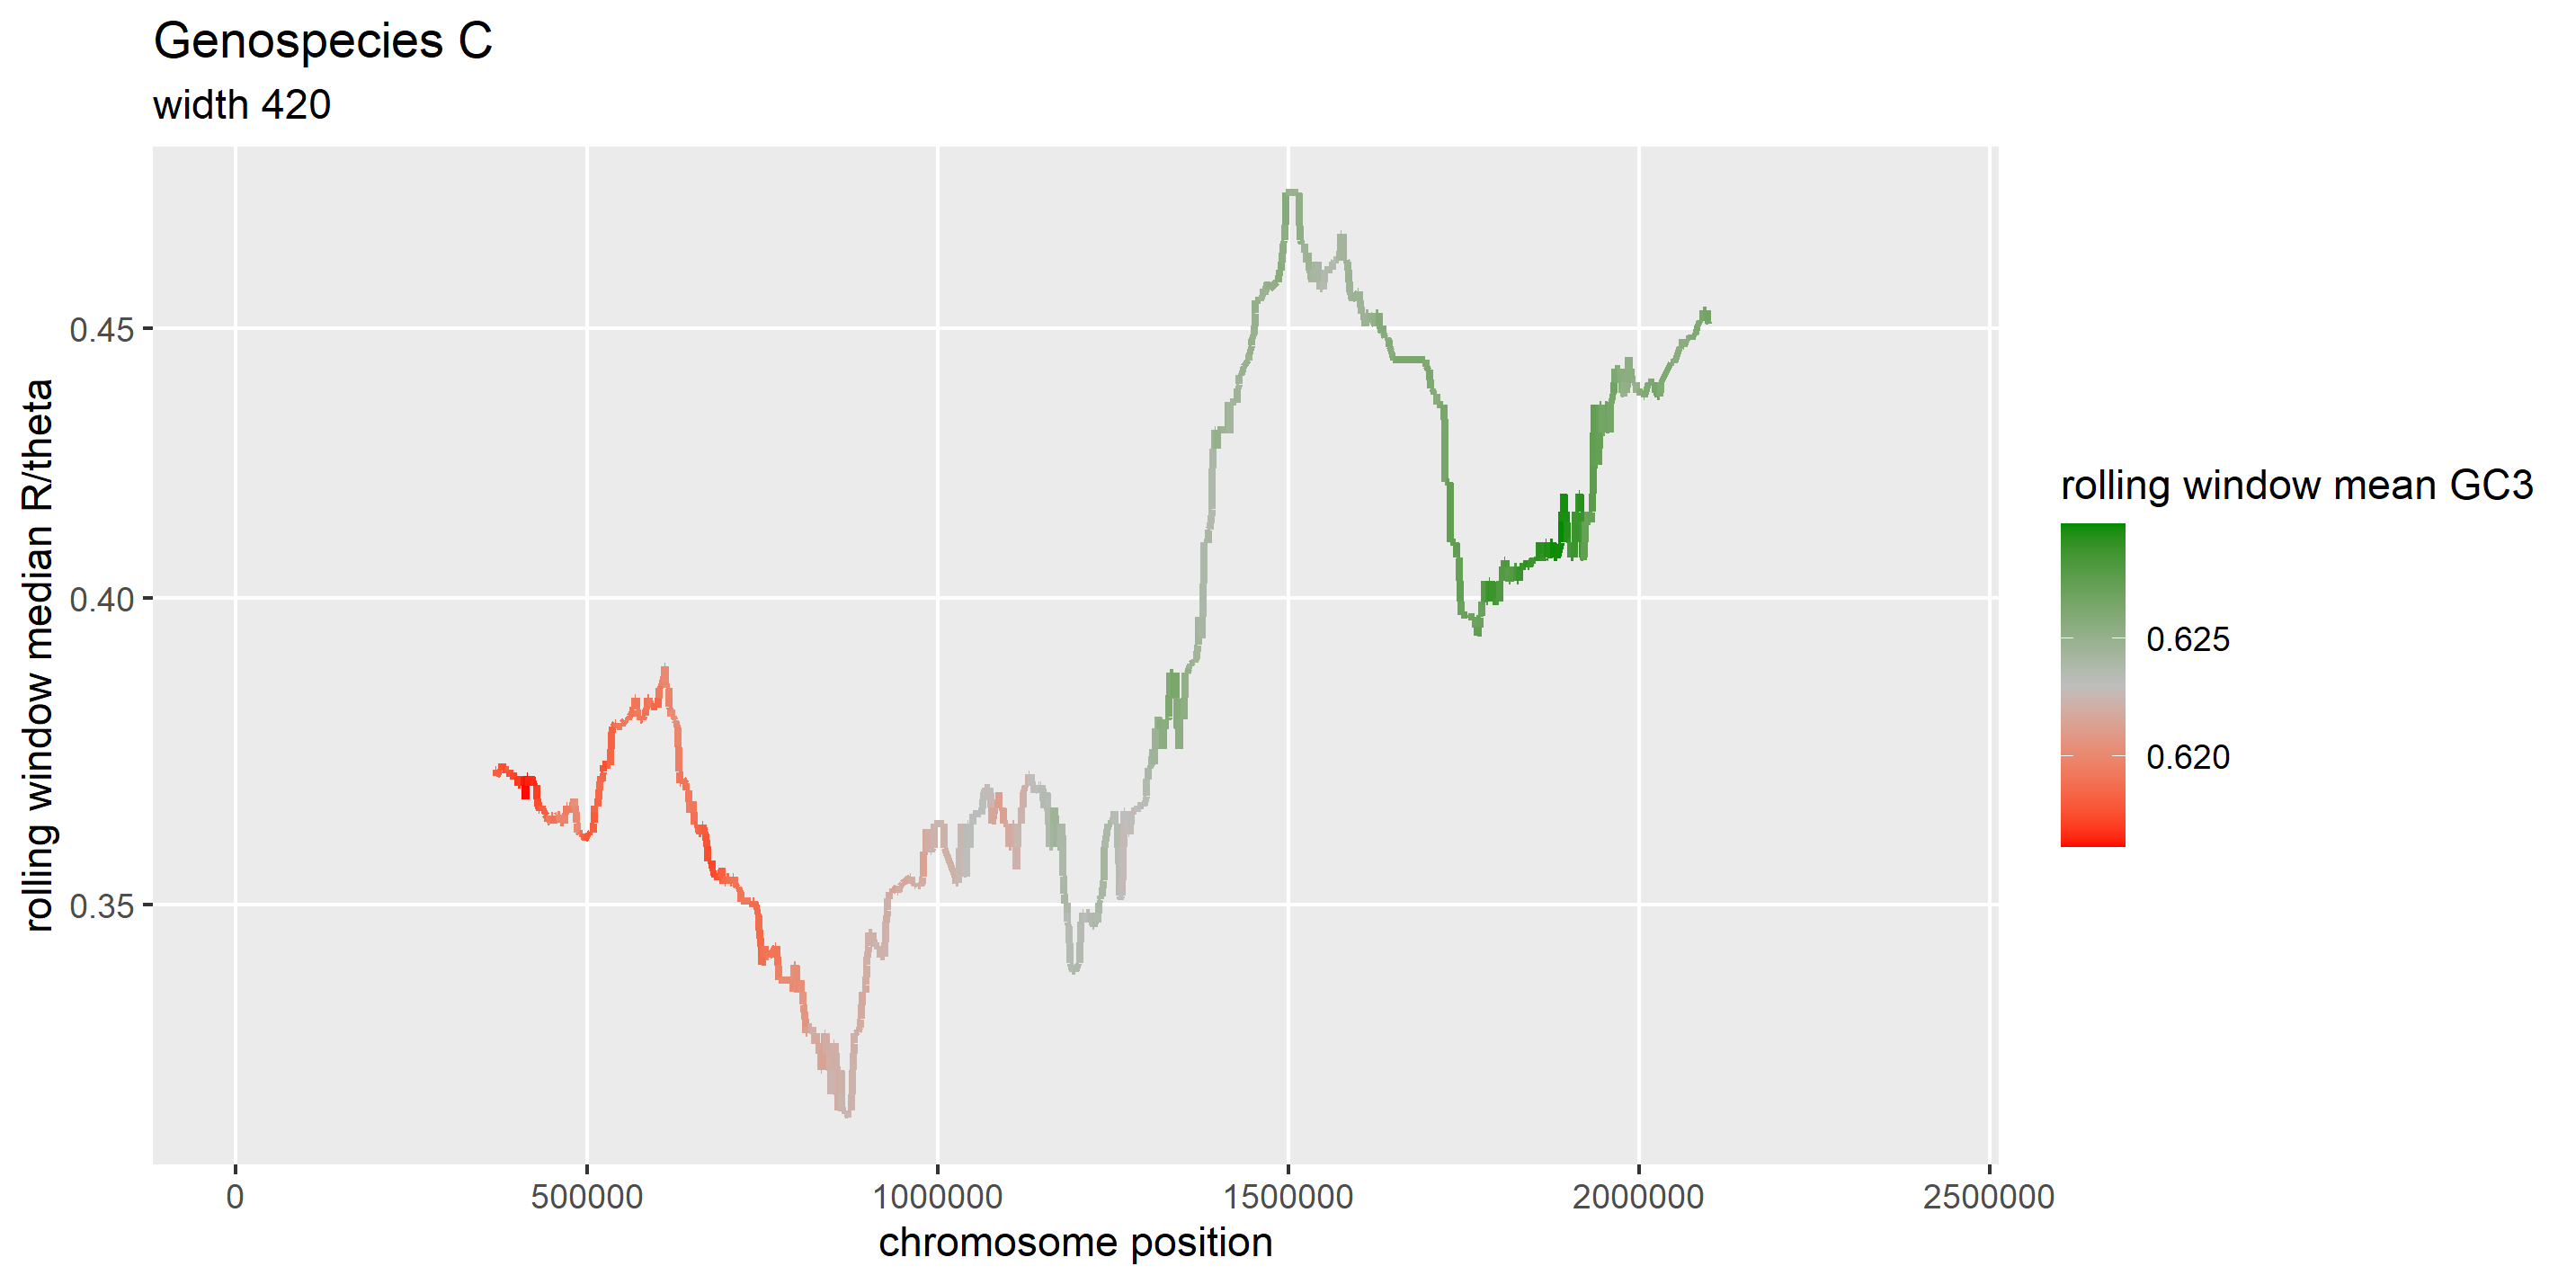 Genospecies C
width 420
rolling window median R/theta
0.45
0.40
0.35
0
500000
1000000
1500000
2000000
2500000
chromosome position
rolling window mean GC3
0.625
0.620